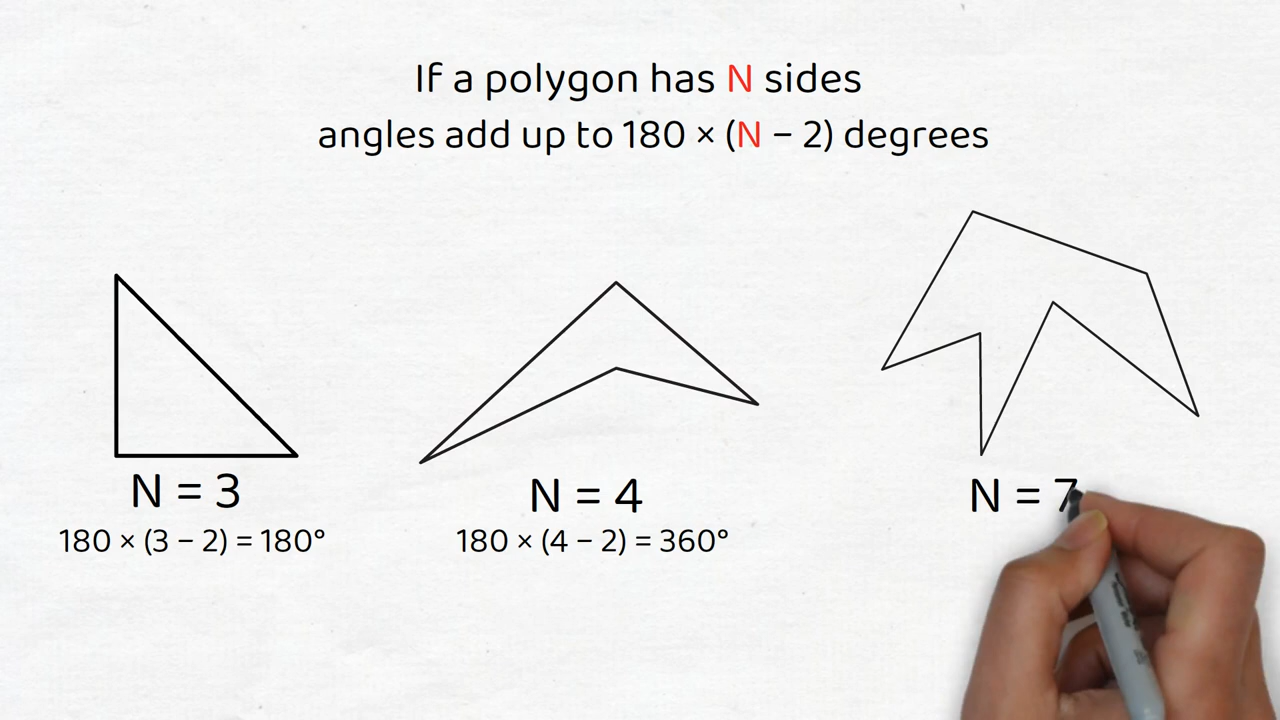 If a polygon has N sides
angles add up to 180 × (N − 2) degrees
N = 3
180 × (3 − 2) = 180°
N = 4
180 × (4 − 2) = 360°
N = 7